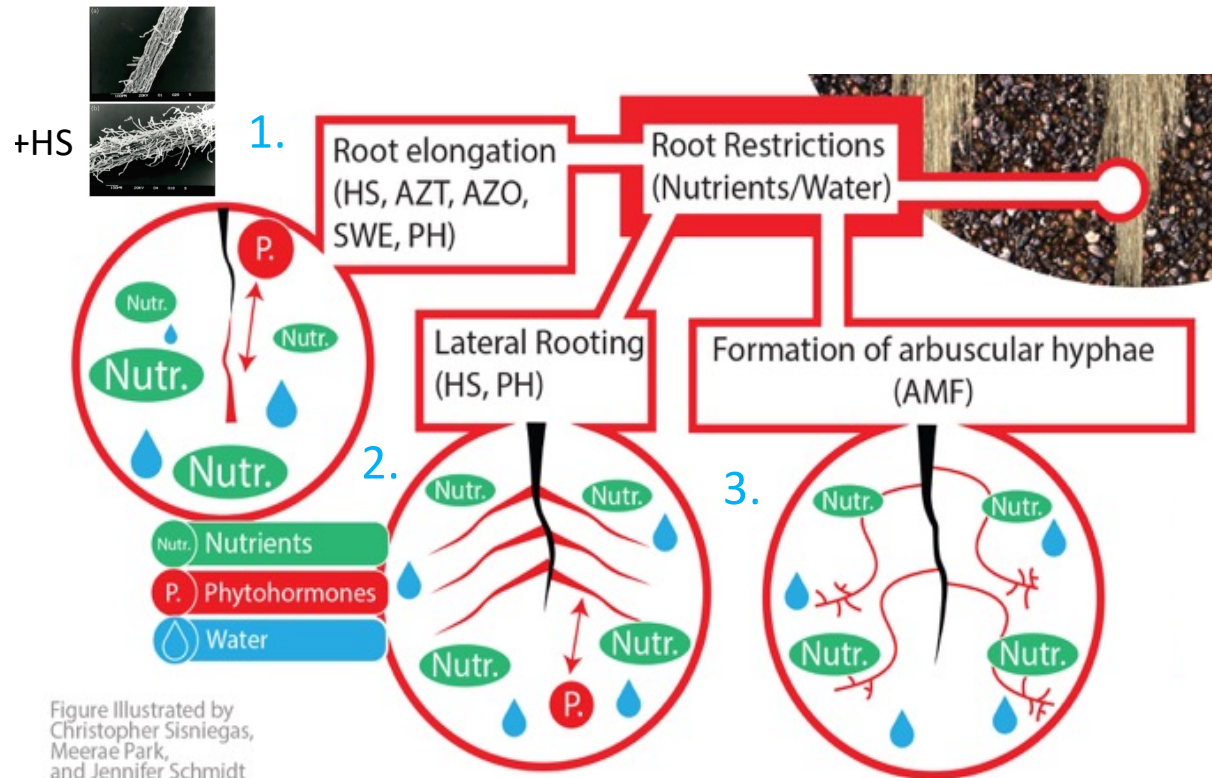 (a)
(b)
+HS
1.
Root elongation
(HS, AZT, AZO,
SWE, PH)
Root Restrictions
(Nutrients/Water)
P.
Nutr.
Nutr.
Nutr.
Nutr.
Lateral Rooting
(HS, PH)
Formation of arbuscular hyphae
(AMF)
2.
Nutr.
Nutr.
Nutr.
Nutr.
P.
3.
Nutr.
Nutr.
Nutr.
Nutr.
Nutr. Nutrients
P. Phytohormones
Water
Figure Illustrated by
Christopher Sisniegas,
Meerae Park,
and Jennifer Schmidt